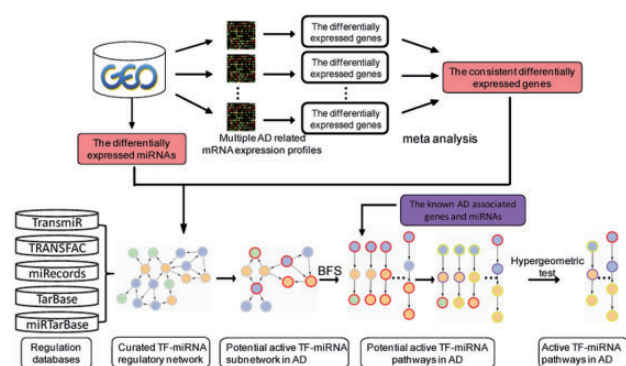 GEO
The differentially
expressed genes
The differentially
expressed genes
The differentially
expressed genes
Multiple AD related
mRNA expression profiles
The consistent differentially
expressed genes
meta analysis
The differentially
expressed miRNAs
The known AD associated
genes and miRNAs
TransmiR
TRANSFAC
miRecords
TarBase
miRTarBase
BFS
Hypergeometric
test
Regulation
databases
Curated TF-miRNA
regulatory network
Potential active TF-miRNA
subnetwork in AD
Potential active TF-miRNA
pathways in AD
Active TF-miRNA
pathways in AD